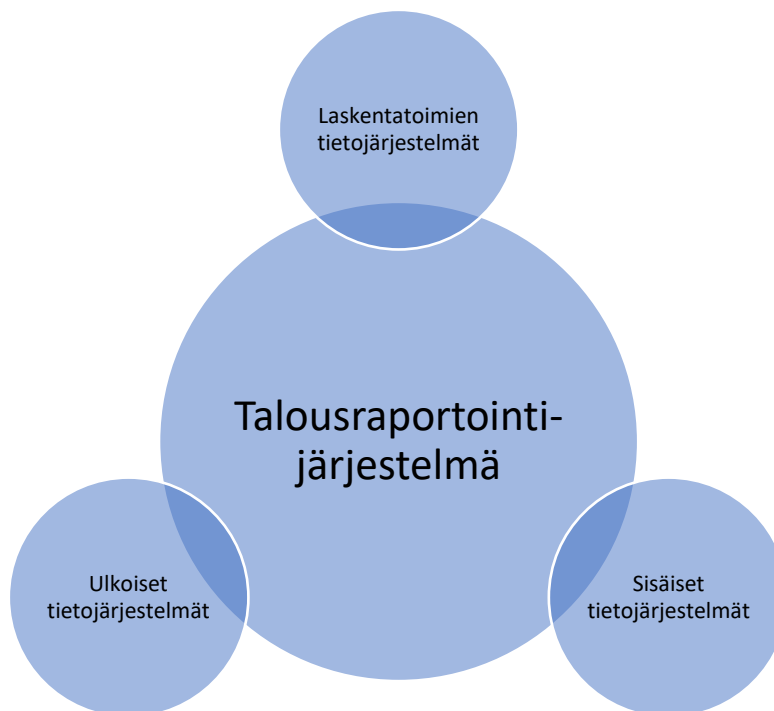 Laskentatoimien
tietojärjestelmät
Talousraportointi-
järjestelmä
Ulkoiset
tietojärjestelmät
Sisäiset
tietojärjestelmät